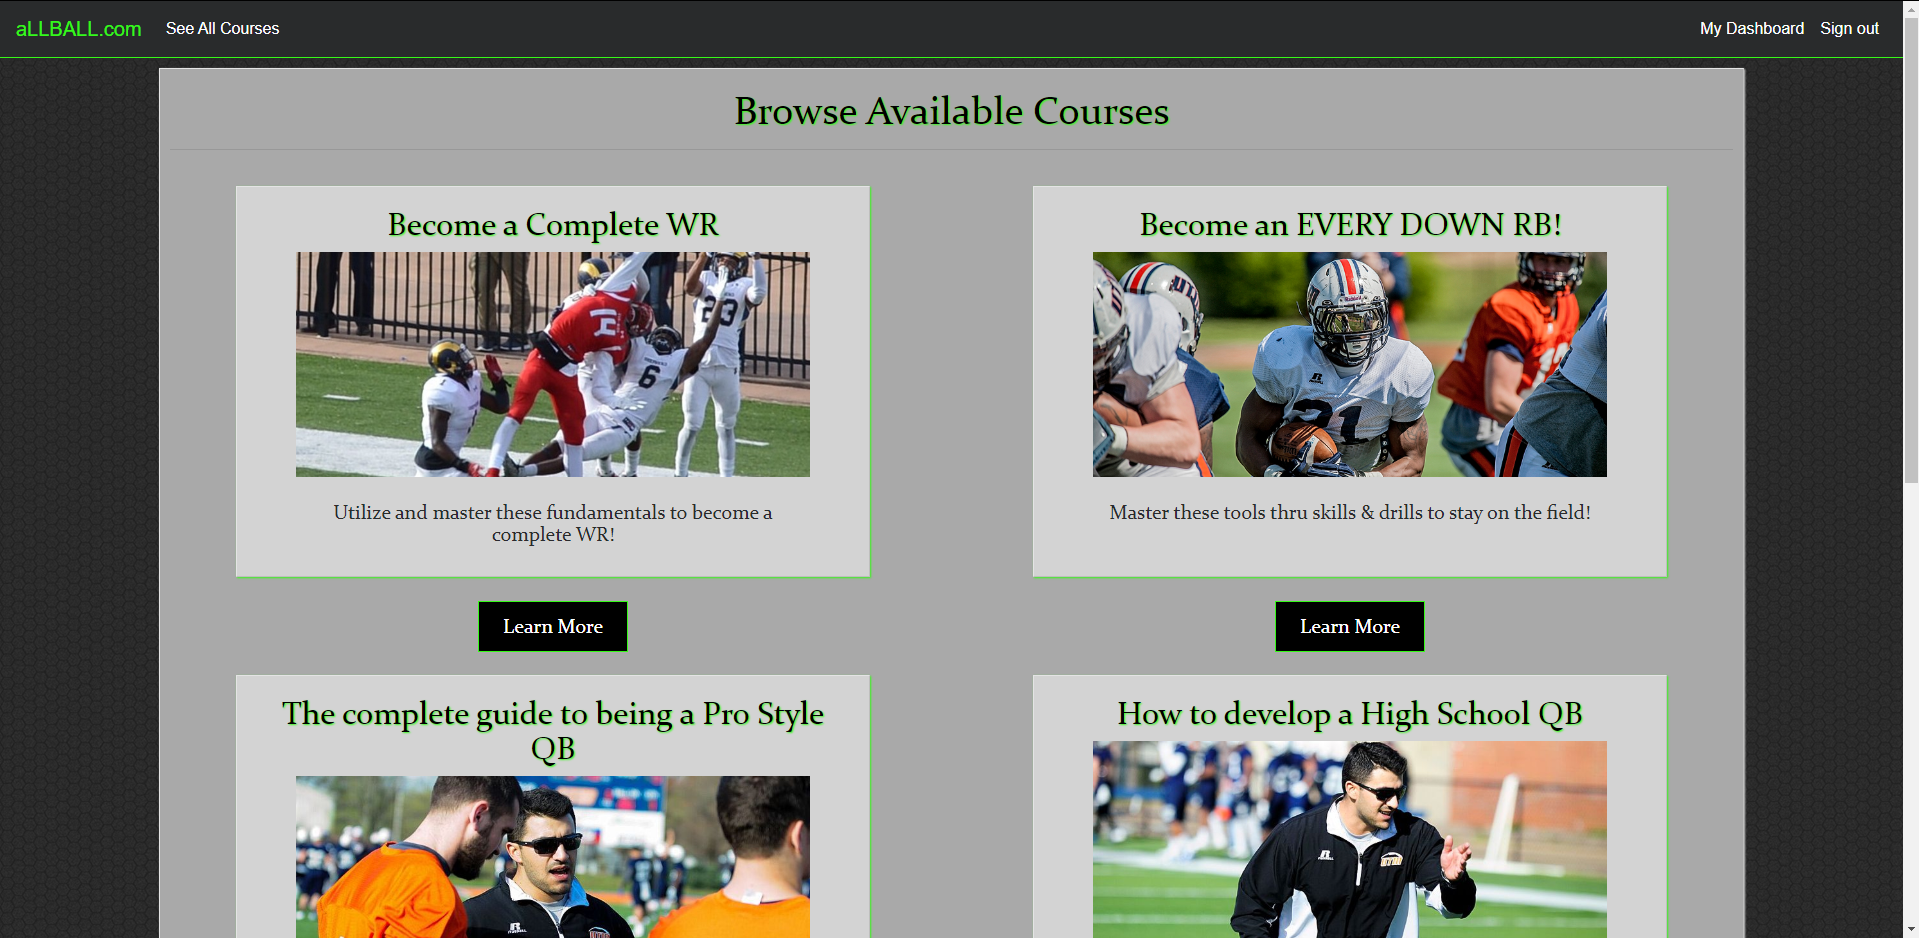 aLLBALL.com See All Courses My Dashboard Sign out
Browse Available Courses
Become a Complete WR
Become an EVERY DOWN RB!
23
6
21
Utilize and master these fundamentals to become a
complete WR!
Master these tools thru skills & drills to stay on the field!
Learn More
Learn More
The complete guide to being a Pro Style
QB
How to develop a High School QB